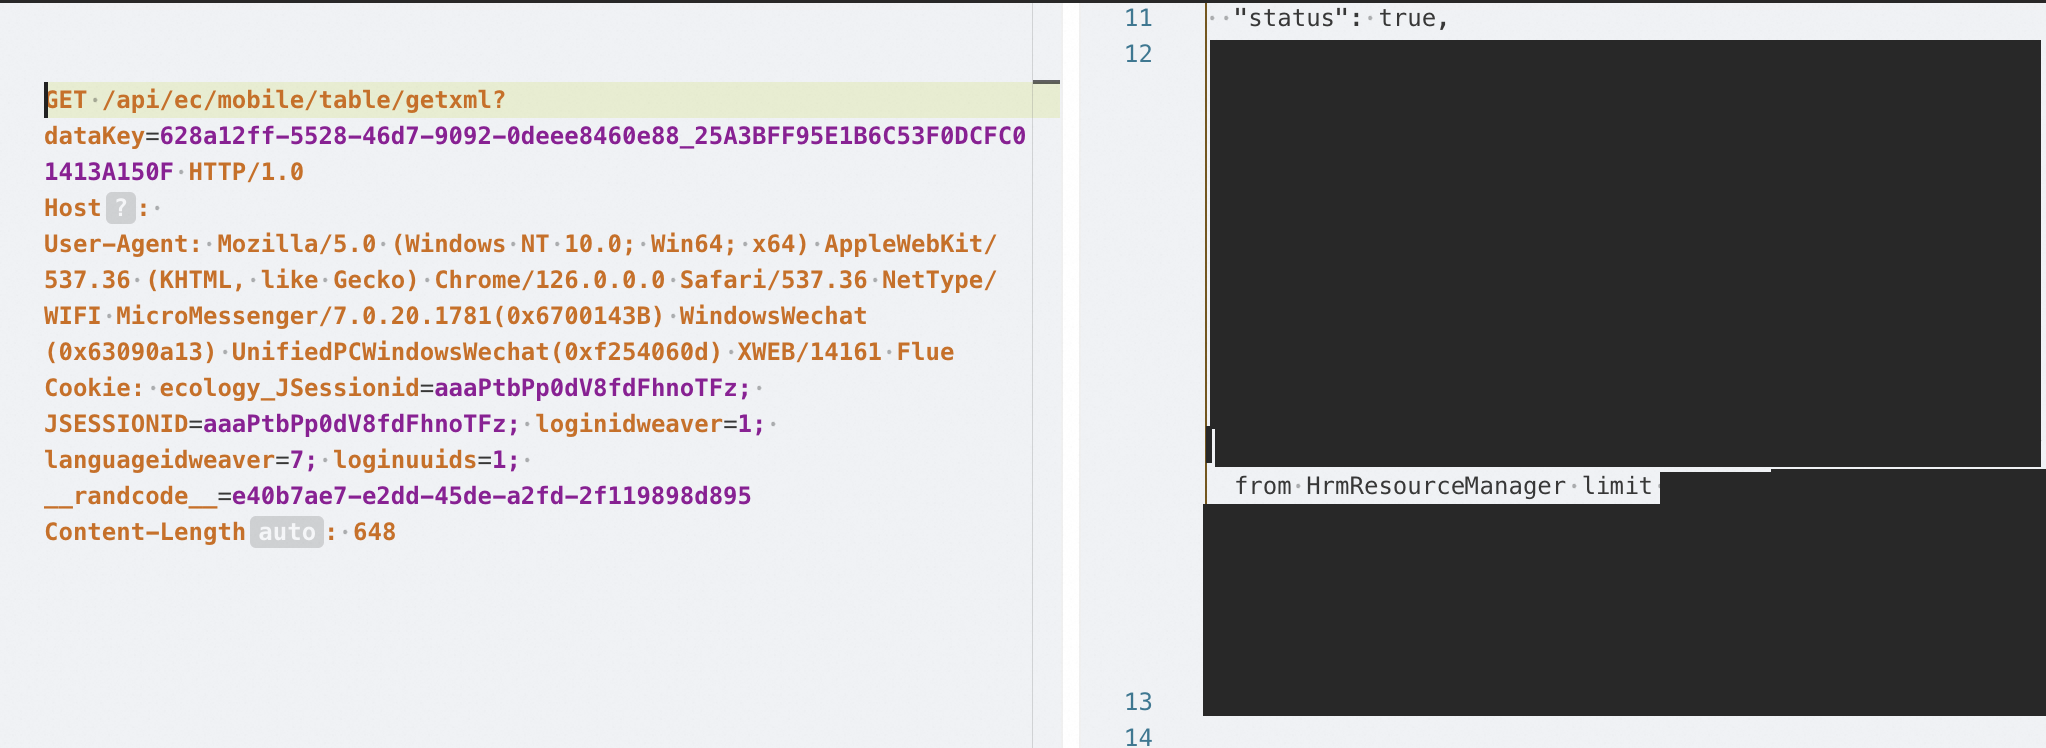 GET /api/ec/mobile/table/getxml?
dataKey=628a12ff-5528-46d7-9092-0deee8460e88_25A3BFF95E1B6C53F0DCFC0
1413A150F HTTP/1.0
Host ? :
User-Agent: Mozilla/5.0 (Windows NT 10.0; Win64; x64) AppleWebKit/
537.36 (KHTML, like Gecko) Chrome/126.0.0.0 Safari/537.36 NetType/
WIFI MicroMessenger/7.0.20.1781(0x6700143B) WindowsWechat
(0x63090a13) UnifiedPCWindowsWechat(0xf254060d) XWEB/14161 Flue
Cookie: ecology_JSessionid=aaaPtbPp0dV8fdFhnoTFz;
JSESSIONID=aaaPtbPp0dV8fdFhnoTFz; loginidweaver=1;
languageidweaver=7; loginuuids=1;
__randcode__=e40b7ae7-e2dd-45de-a2fd-2f119898d895
Content-Length auto : 648
11 "status": true,
12
from HrmResourceManager limit
13
14